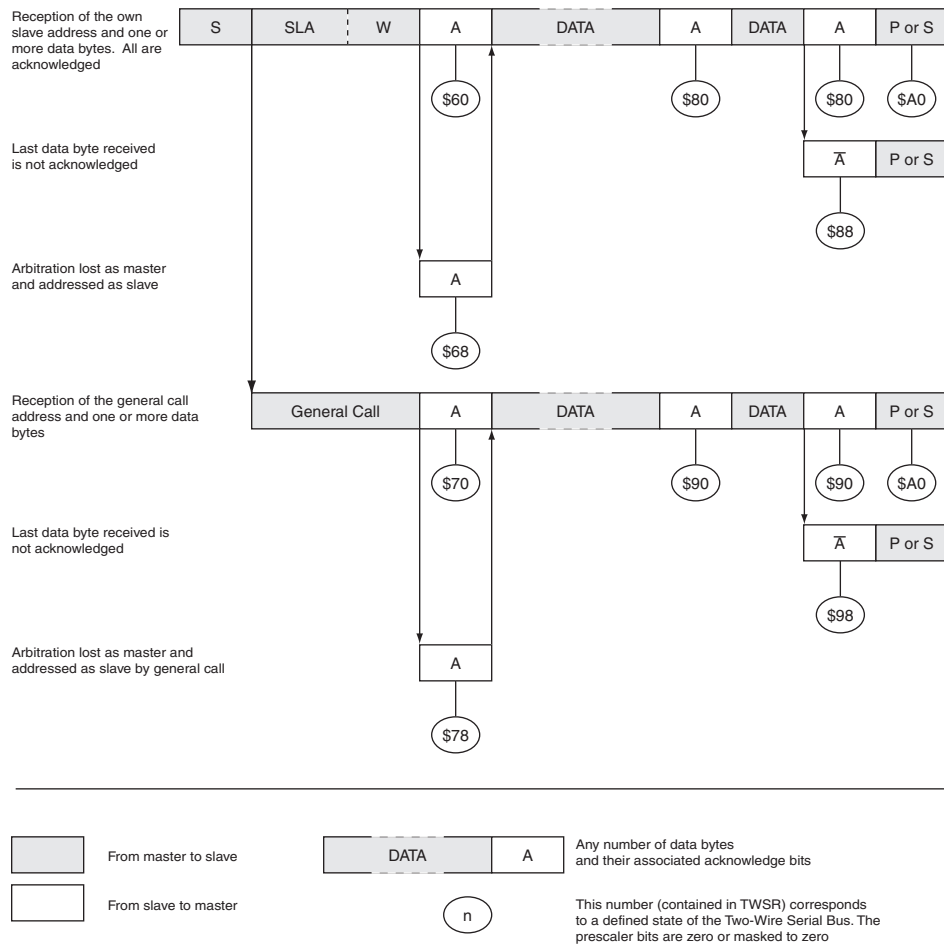 Reception of the own
slave address and one or
more data bytes. All are
acknowledged
S SLA W A DATA A DATA A P or S
$60 $80 $80 $A0
Last data byte received
is not acknowledged
A̅ P or S
$88
Arbitration lost as master
and addressed as slave
A
$68
Reception of the general call
address and one or more data
bytes
General Call A DATA A DATA A P or S
$70 $90 $90 $A0
Last data byte received is
not acknowledged
A̅ P or S
$98
Arbitration lost as master and
addressed as slave by general call
A
$78
From master to slave
DATA A
Any number of data bytes
and their associated acknowledge bits
From slave to master
n
This number (contained in TWSR) corresponds
to a defined state of the Two-Wire Serial Bus. The
prescaler bits are zero or masked to zero